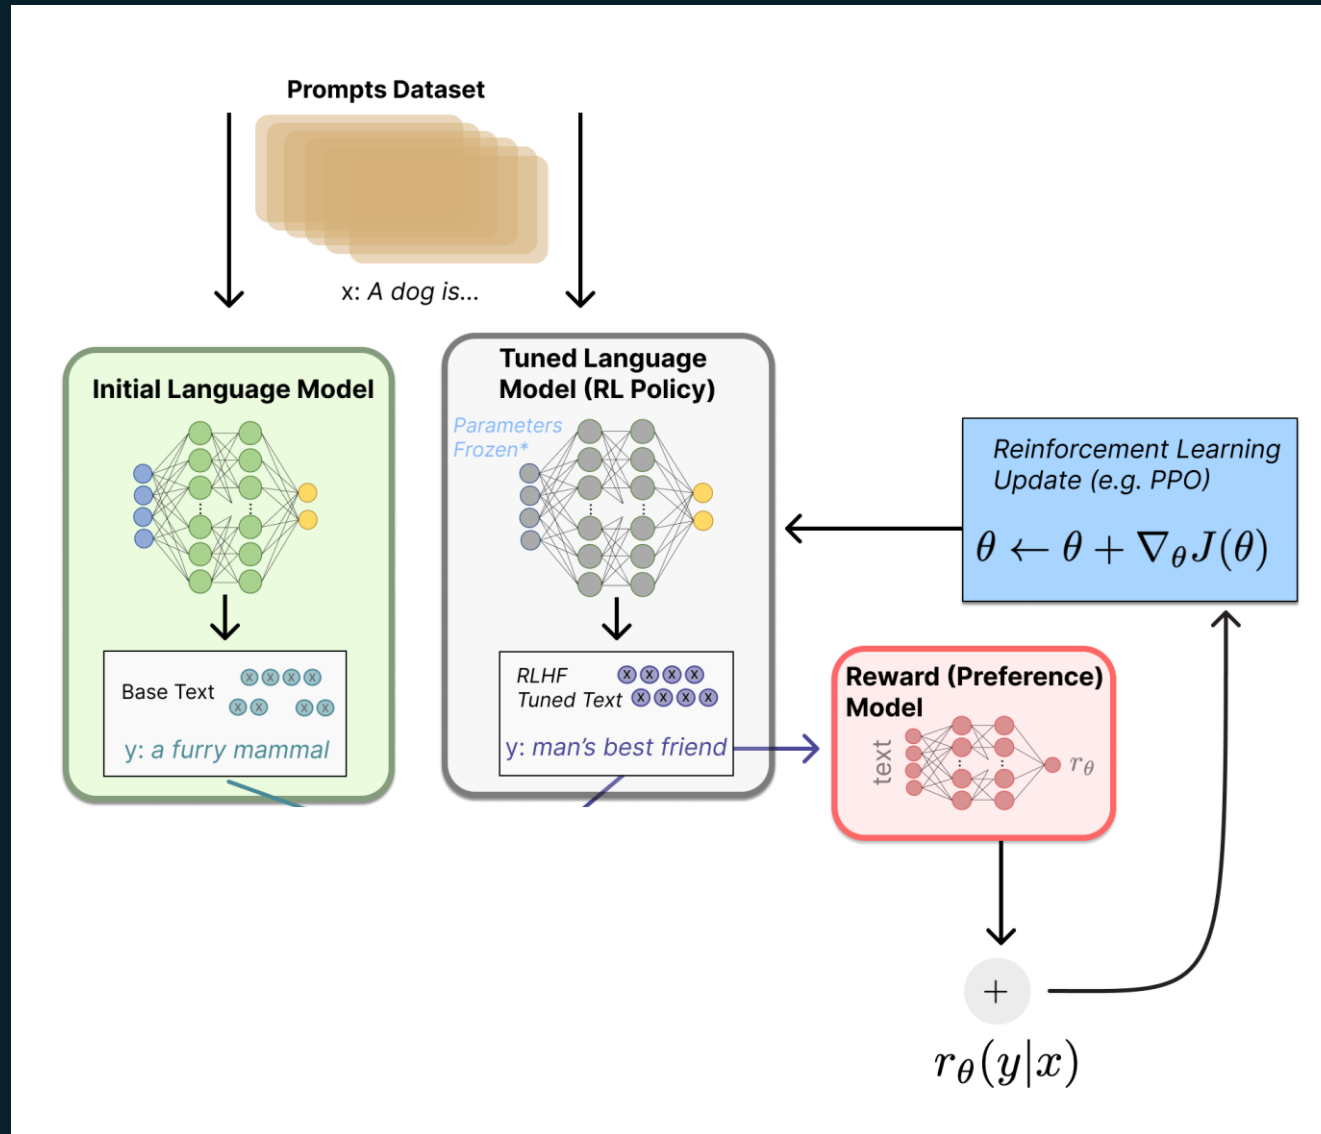 Prompts Dataset
x: A dog is...
Initial Language Model
Tuned Language
Model (RL Policy)
Parameters
Frozen*
Base Text
x x x x
x x x x
y: a furry mammal
RLHF
Tuned Text
x x x x
x x x x
y: man's best friend
Reinforcement Learning
Update (e.g. PPO)
θ ← θ + ∇θJ(θ)
Reward (Preference)
Model
text
rθ
+
rθ(y|x)